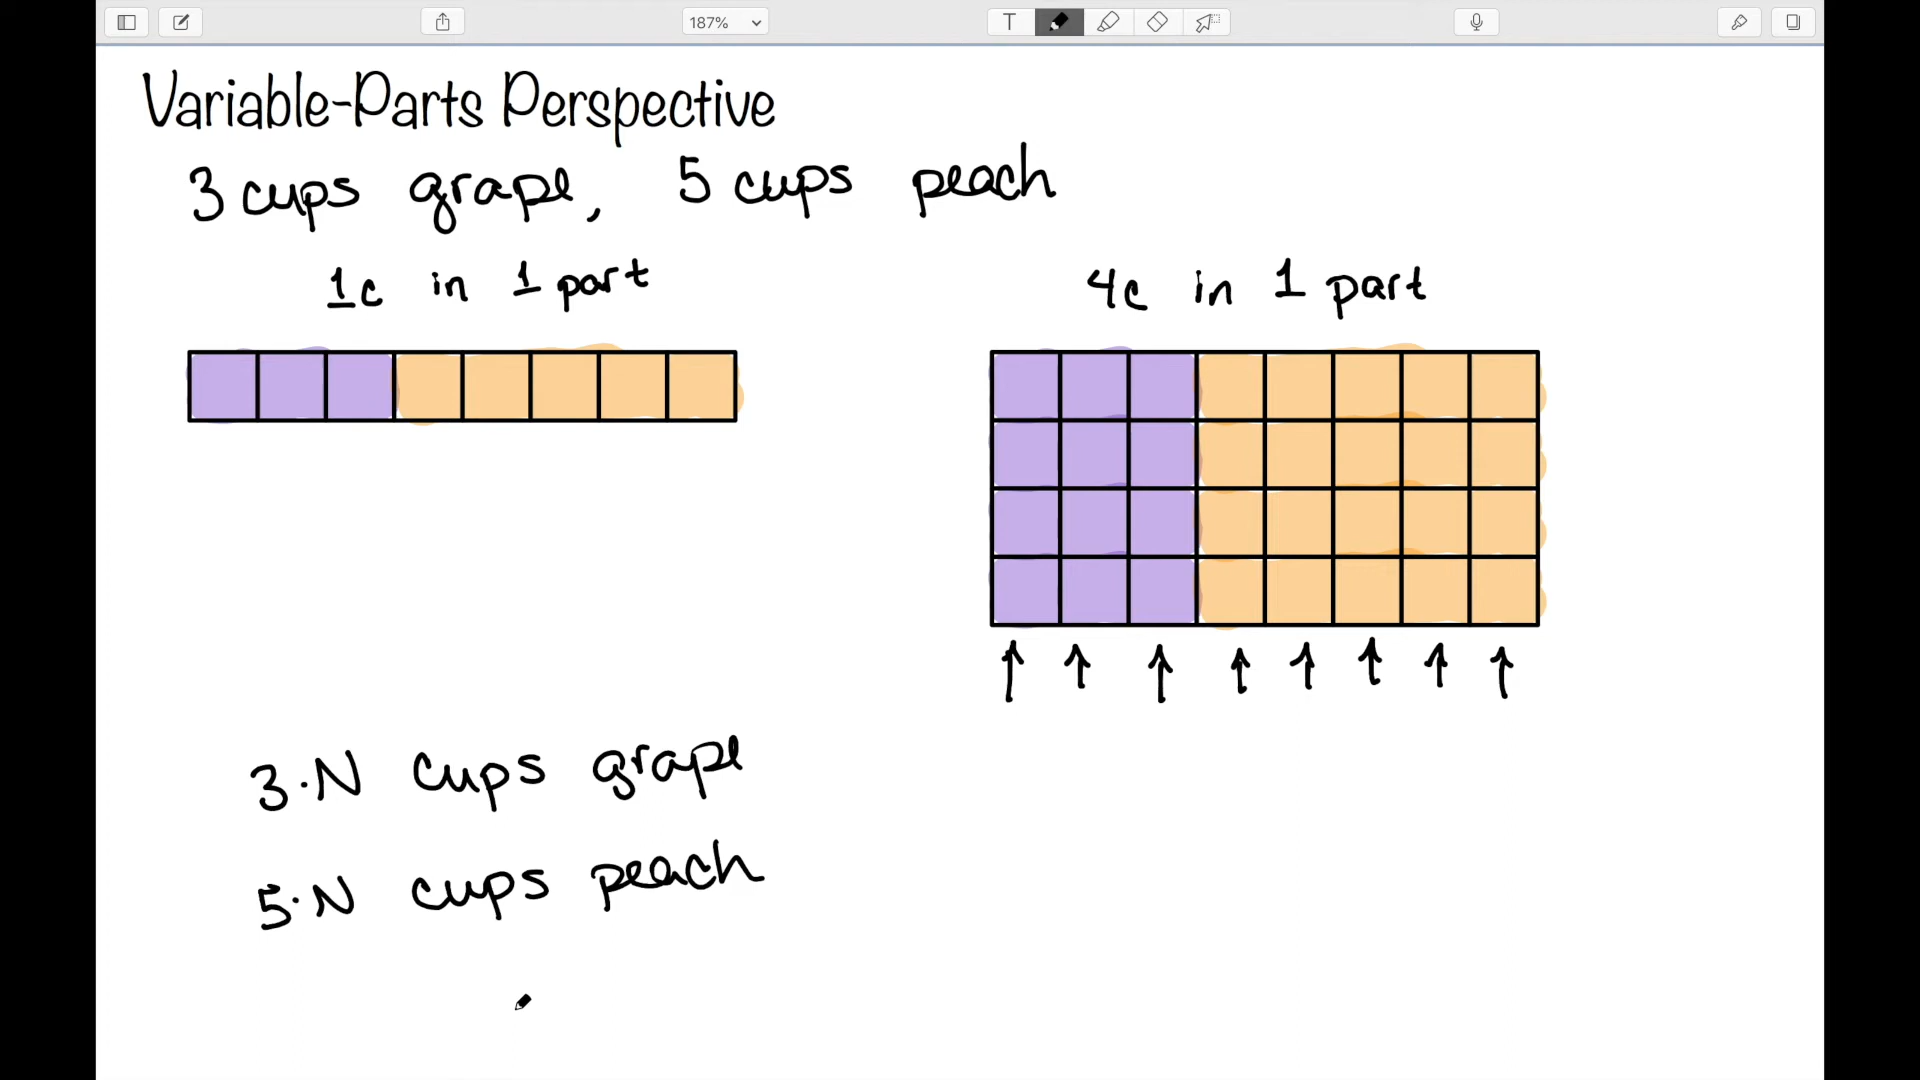 187%
T
Variable-Parts Perspective
3 cups grape, 5 cups peach
1c in 1 part
4c in 1 part
3·N cups grape
5·N cups peach